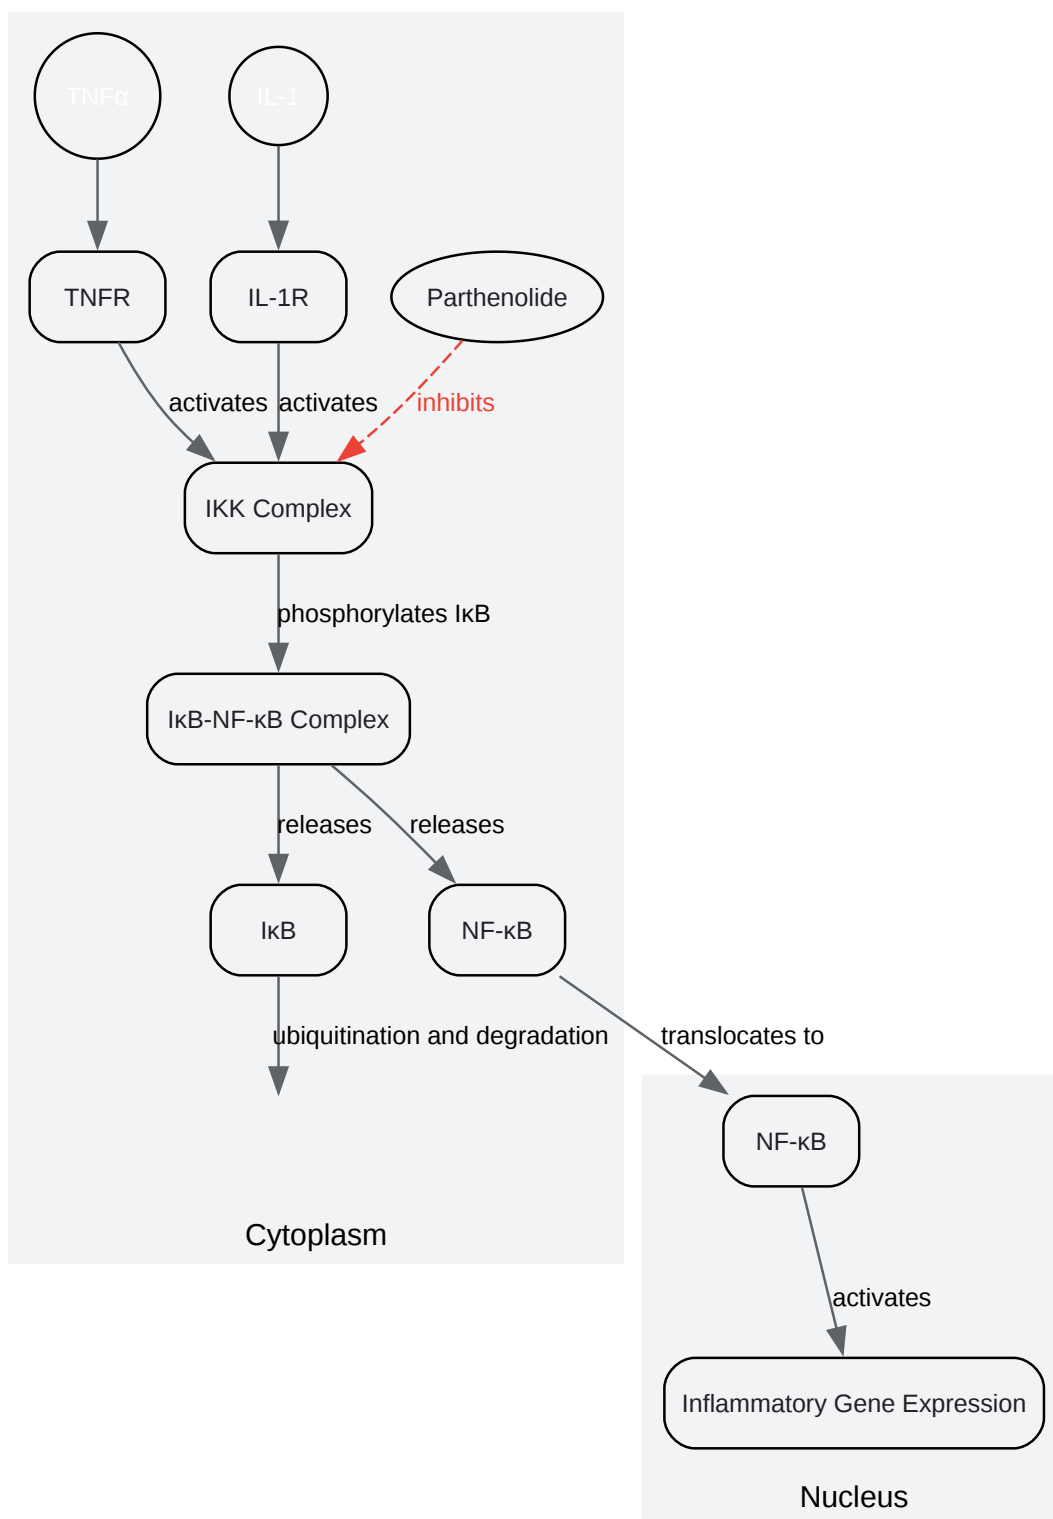 TNFα
IL-1
TNFR
IL-1R
Parthenolide
activates
activates
inhibits
IKK Complex
phosphorylates IκB
IκB-NF-κB Complex
releases
releases
IκB
NF-κB
ubiquitination and degradation
translocates to
NF-κB
Cytoplasm
activates
Inflammatory Gene Expression
Nucleus